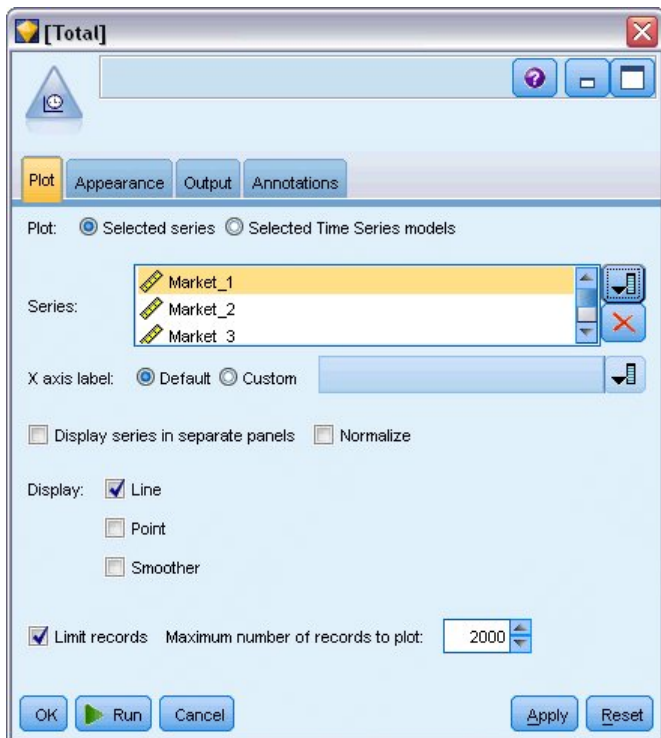 [Total]
Plot Appearance Output Annotations
Plot: Selected series Selected Time Series models
Series:
Market_1
Market_2
Market_3
X axis label: Default Custom
Display series in separate panels Normalize
Display: Line
Point
Smoother
Limit records Maximum number of records to plot: 2000
OK Run Cancel Apply Reset